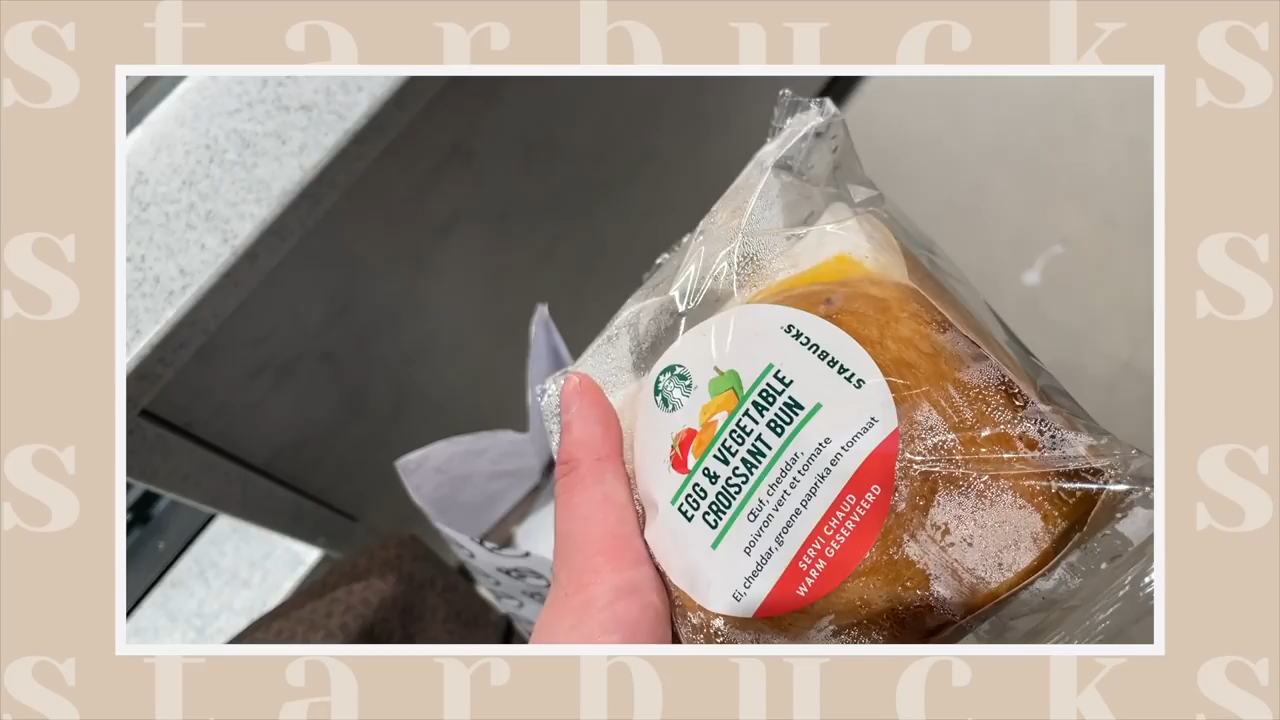 starbucks
s s
STARBUCKS®
EGG & VEGETABLE
CROISSANT BUN
Œuf, cheddar,
poivron vert et tomate
Ei, cheddar, groene paprika en tomaat
SERVI CHAUD
WARM GESERVEERD
s s
starbucks